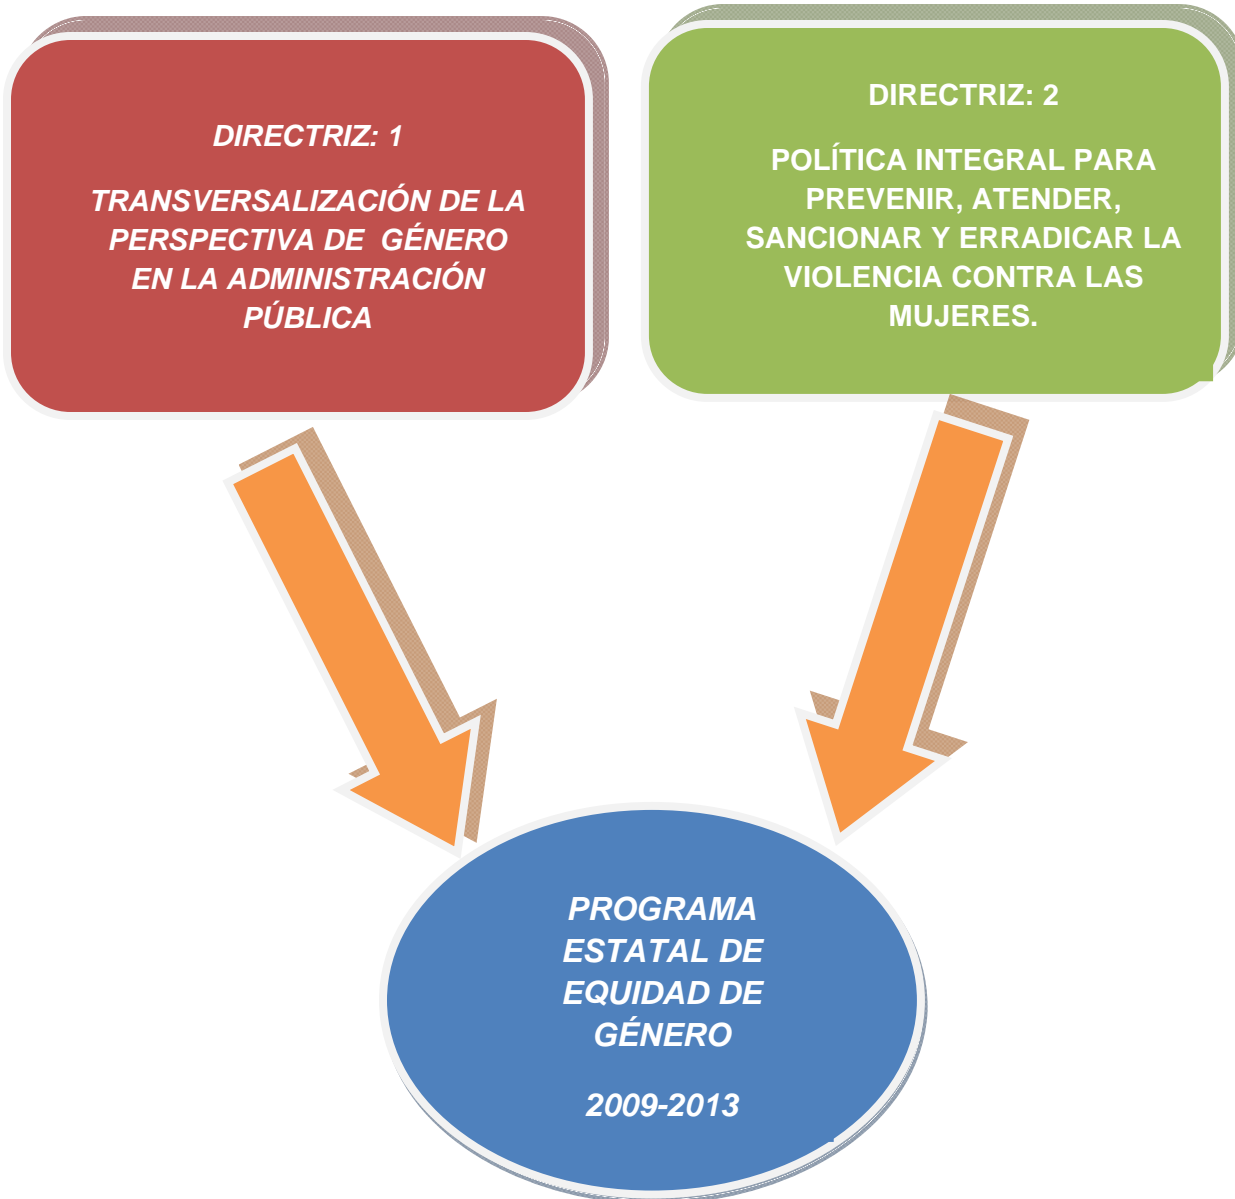 DIRECTRIZ: 1
TRANSVERSALIZACIÓN DE LA
PERSPECTIVA DE GÉNERO
EN LA ADMINISTRACIÓN
PÚBLICA
DIRECTRIZ: 2
POLÍTICA INTEGRAL PARA
PREVENIR, ATENDER,
SANCIONAR Y ERRADICAR LA
VIOLENCIA CONTRA LAS
MUJERES.
PROGRAMA
ESTATAL DE
EQUIDAD DE
GÉNERO
2009-2013